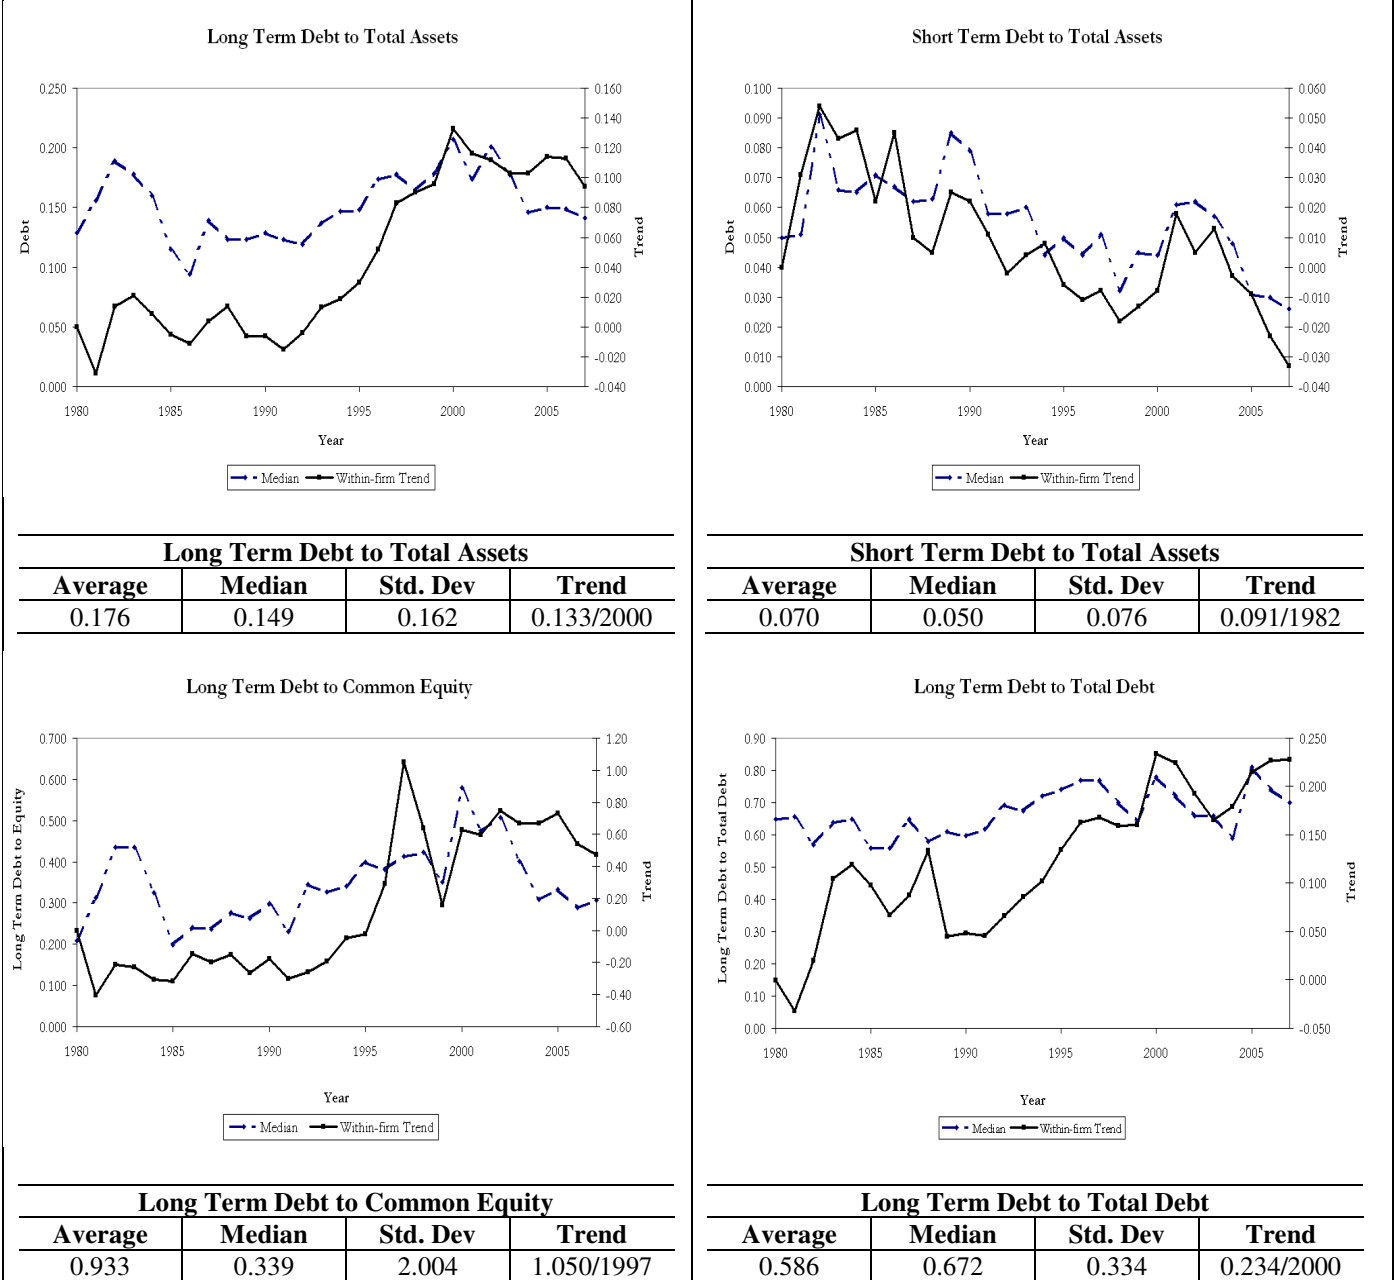 Long Term Debt to Total Assets
0.250
0.200
0.150
0.100
0.050
0.000
Debt
0.160
0.140
0.120
0.100
0.080
0.060
0.040
0.020
0.000
-0.020
-0.040
Trend
1980 1985 1990 1995 2000 2005
Year
Median Within-firm Trend
Long Term Debt to Total Assets
Average Median Std. Dev Trend
0.176 0.149 0.162 0.133/2000
Short Term Debt to Total Assets
0.100
0.090
0.080
0.070
0.060
0.050
0.040
0.030
0.020
0.010
0.000
Debt
0.060
0.050
0.040
0.030
0.020
0.010
0.000
-0.010
-0.020
-0.030
-0.040
Trend
1980 1985 1990 1995 2000 2005
Year
Median Within-firm Trend
Short Term Debt to Total Assets
Average Median Std. Dev Trend
0.070 0.050 0.076 0.091/1982
Long Term Debt to Common Equity
0.700
0.600
0.500
0.400
0.300
0.200
0.100
0.000
Long Term Debt to Equity
1.20
1.00
0.80
0.60
0.40
0.20
0.00
-0.20
-0.40
-0.60
Trend
1980 1985 1990 1995 2000 2005
Year
Median Within-firm Trend
Long Term Debt to Common Equity
Average Median Std. Dev Trend
0.933 0.339 2.004 1.050/1997
Long Term Debt to Total Debt
0.90
0.80
0.70
0.60
0.50
0.40
0.30
0.20
0.10
0.00
Long Term Debt to Total Debt
0.250
0.200
0.150
0.100
0.050
0.000
-0.050
Trend
1980 1985 1990 1995 2000 2005
Year
Median Within-firm Trend
Long Term Debt to Total Debt
Average Median Std. Dev Trend
0.586 0.672 0.334 0.234/2000